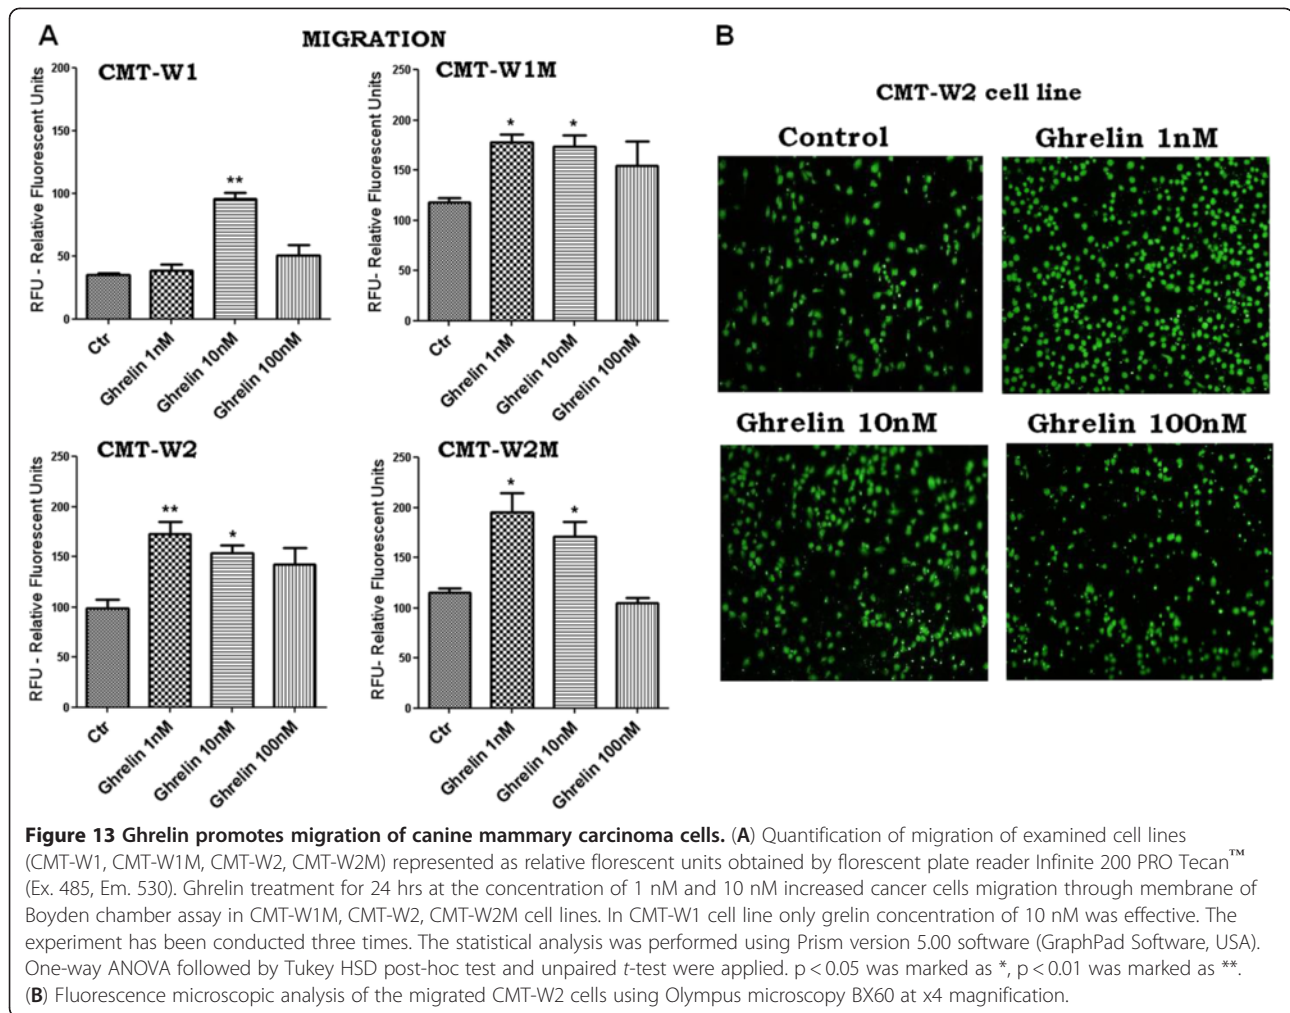 A
MIGRATION
CMT-W1
RFU - Relative Fluorescent Units
200
150
100
50
0
**
Ctr
Ghrelin 1nM
Ghrelin 10nM
Ghrelin 100nM
CMT-W1M
RFU- Relative Fluorescent Units
250
200
150
100
50
0
*
*
Ctr
Ghrelin 1nM
Ghrelin 10nM
Ghrelin 100nM
CMT-W2
RFU - Relative Fluorescent Units
250
200
150
100
50
0
**
*
Ctr
Ghrelin 1nM
Ghrelin 10nM
Ghrelin 100nM
CMT-W2M
RFU - Relative Fluorescent Units
250
200
150
100
50
0
*
*
Ctr
Ghrelin 1nM
Ghrelin 10nM
Ghrelin 100nM
B
CMT-W2 cell line
Control
Ghrelin 1nM
Ghrelin 10nM
Ghrelin 100nM
Figure 13 Ghrelin promotes migration of canine mammary carcinoma cells. (A) Quantification of migration of examined cell lines
(CMT-W1, CMT-W1M, CMT-W2, CMT-W2M) represented as relative florescent units obtained by florescent plate reader Infinite 200 PRO Tecan™
(Ex. 485, Em. 530). Ghrelin treatment for 24 hrs at the concentration of 1 nM and 10 nM increased cancer cells migration through membrane of
Boyden chamber assay in CMT-W1M, CMT-W2, CMT-W2M cell lines. In CMT-W1 cell line only grelin concentration of 10 nM was effective. The
experiment has been conducted three times. The statistical analysis was performed using Prism version 5.00 software (GraphPad Software, USA).
One-way ANOVA followed by Tukey HSD post-hoc test and unpaired t-test were applied. p < 0.05 was marked as *, p < 0.01 was marked as **.
(B) Fluorescence microscopic analysis of the migrated CMT-W2 cells using Olympus microscopy BX60 at x4 magnification.